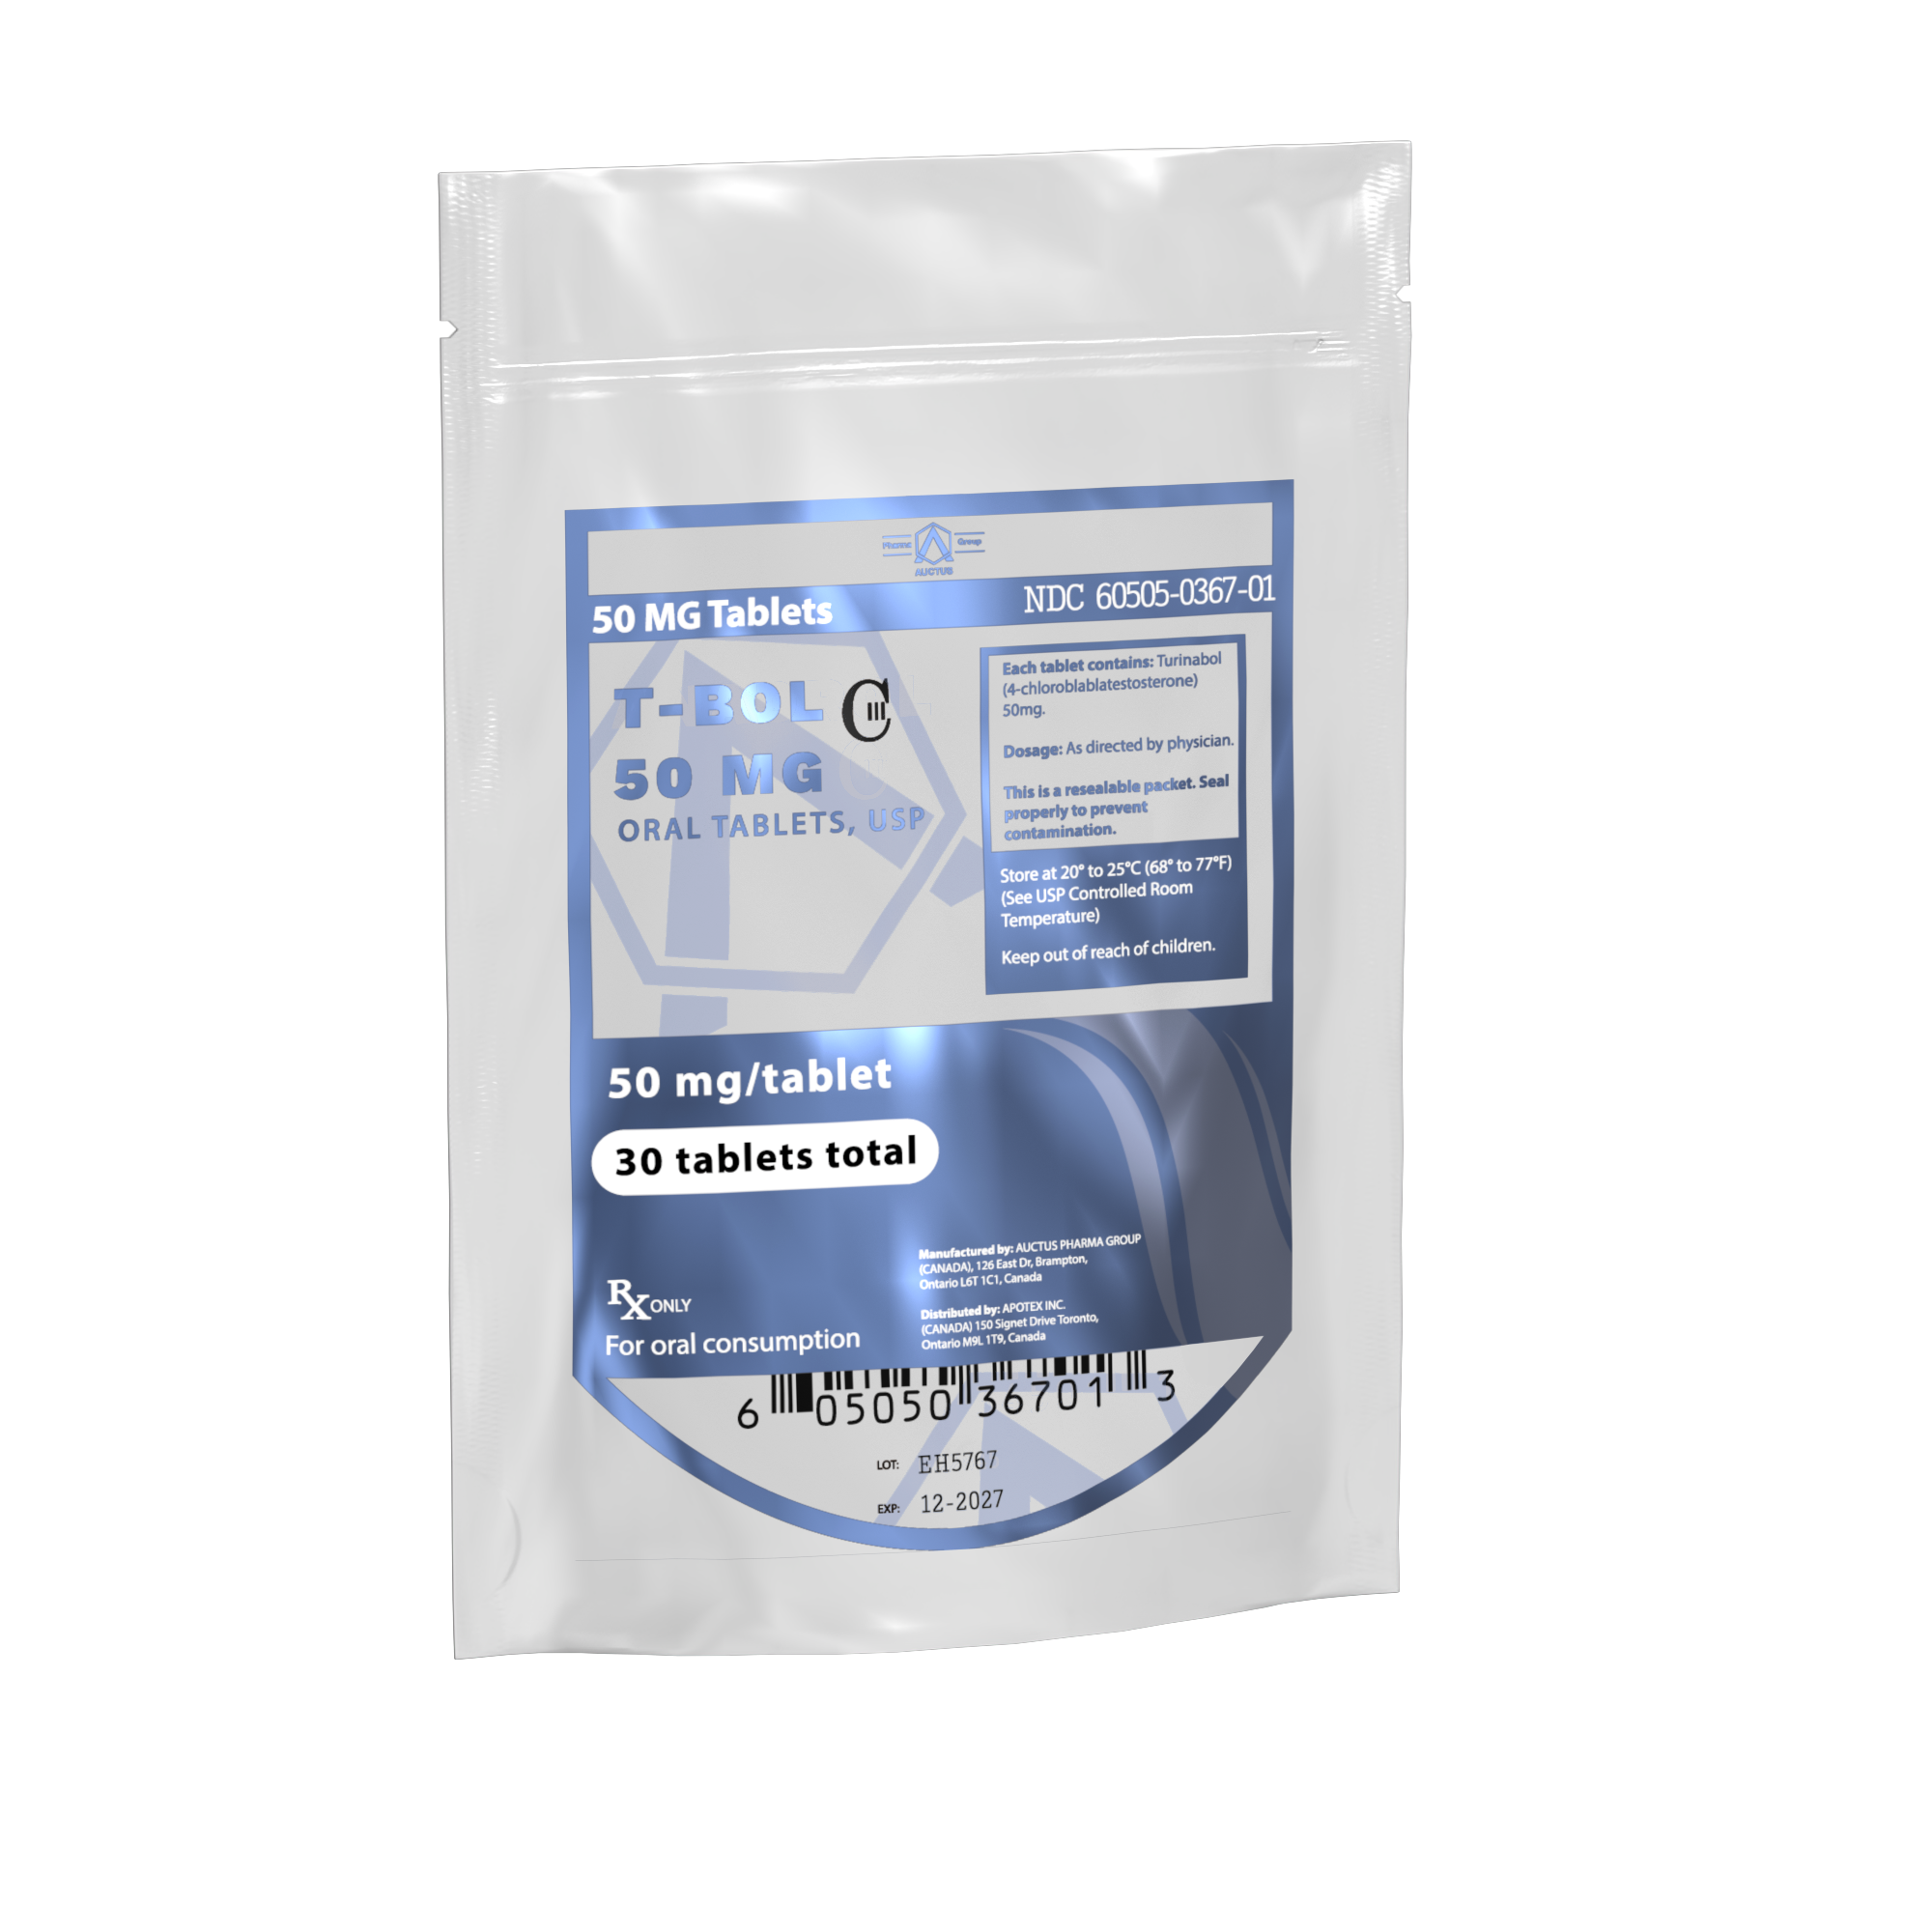 Pharma Group
AUCTUS
50 MG Tablets
NDC 60505-0367-01
T-BOL CIII
50 MG
ORAL TABLETS, USP
Each tablet contains: Turinabol
(4-chloroblablatestosterone)
50mg.
Dosage: As directed by physician.
This is a resealable packet. Seal
properly to prevent
contamination.
Store at 20° to 25°C (68° to 77°F)
(See USP Controlled Room
Temperature)
Keep out of reach of children.
50 mg/tablet
30 tablets total
Rx ONLY
For oral consumption
Manufactured by: AUCTUS PHARMA GROUP
(CANADA), 126 East Dr, Brampton,
Ontario L6T 1C1, Canada
Distributed by: APOTEX INC.
(CANADA) 150 Signet Drive Toronto,
Ontario M9L 1T9, Canada
6 05050 36701 3
LOT: EH5767
EXP: 12-2027